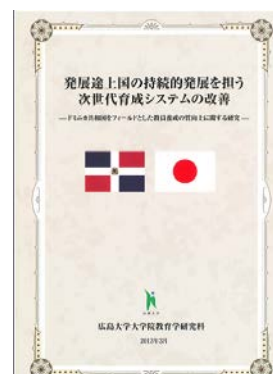 発展途上国の持続的発展を担う
次世代育成システムの改善
―ドミニカ共和国をフィールドとした教員養成の質向上に関する研究―
広島大学
広島大学大学院教育学研究科
2013年3月